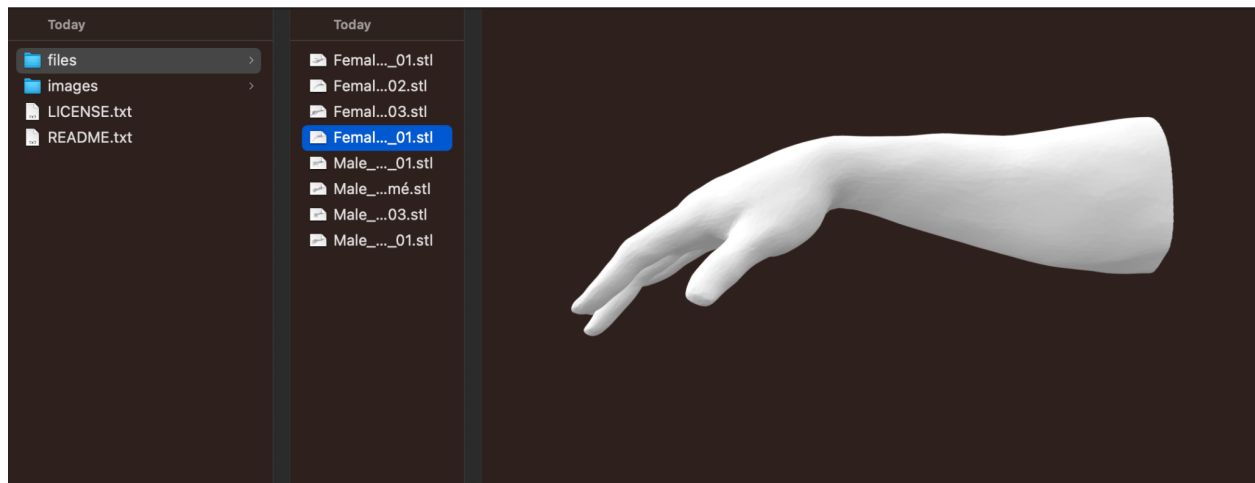 Today
files
images
LICENSE.txt
README.txt
Today
Femal..._01.stl
Femal...02.stl
Femal...03.stl
Femal..._01.stl
Male_..._01.stl
Male_...mé.stl
Male_...03.stl
Male_..._01.stl